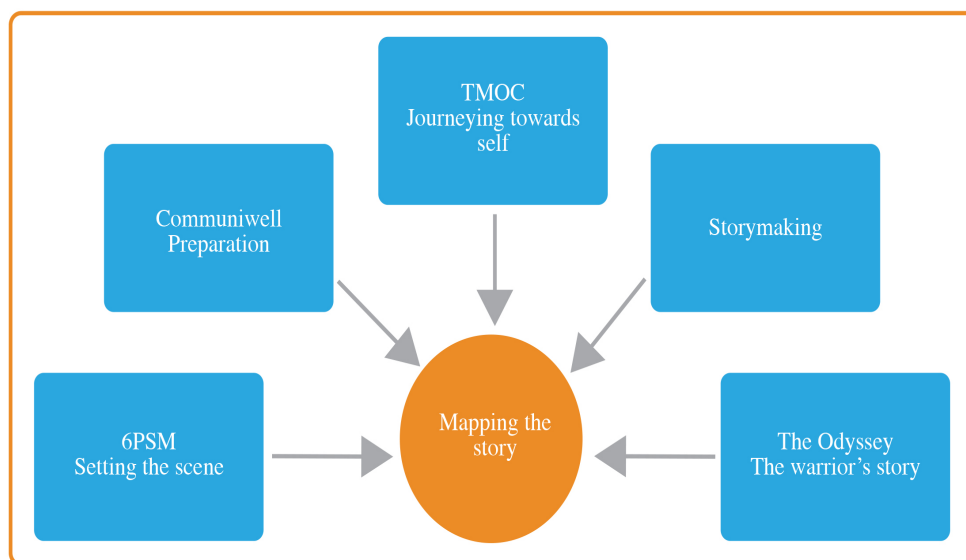 TMOC
Journeying towards
self
Communiwell
Preparation
Storymaking
6PSM
Setting the scene
Mapping the
story
The Odyssey
The warrior’s story